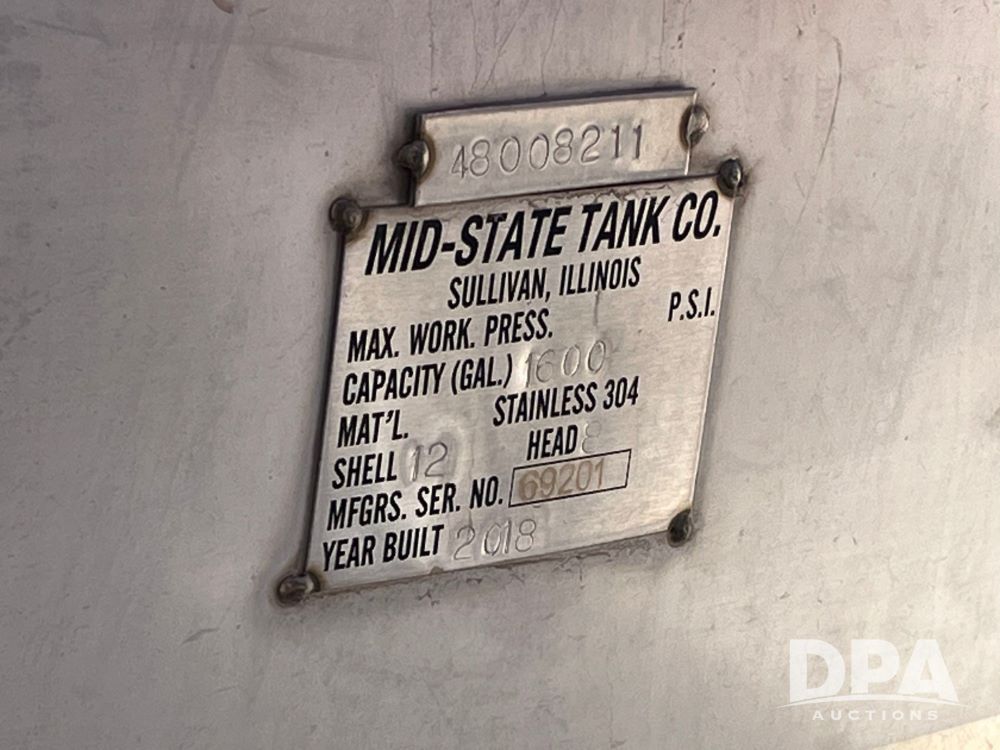 48008211
MID-STATE TANK CO.
SULLIVAN, ILLINOIS
MAX. WORK. PRESS. P.S.I.
CAPACITY (GAL.) 1600
MAT'L. STAINLESS 304
SHELL 12 HEAD 8
MFGRS. SER. NO. 69201
YEAR BUILT 2018
DPA
AUCTIONS